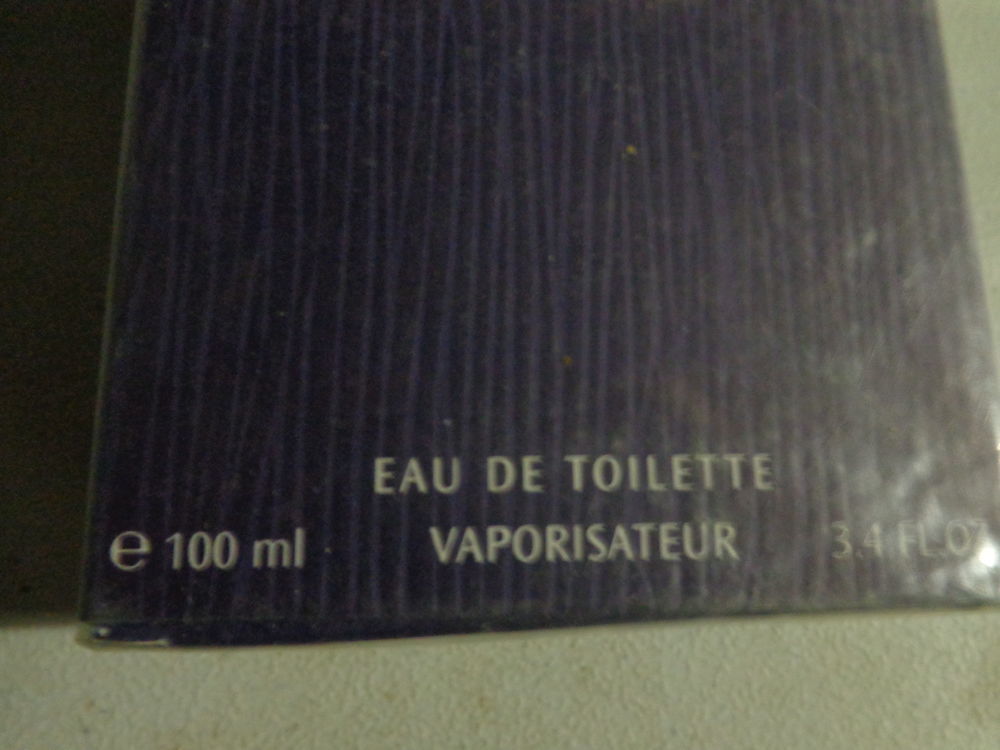 EAU DE TOILETTE
℮ 100 ml VAPORISATEUR 3.4 FL.OZ